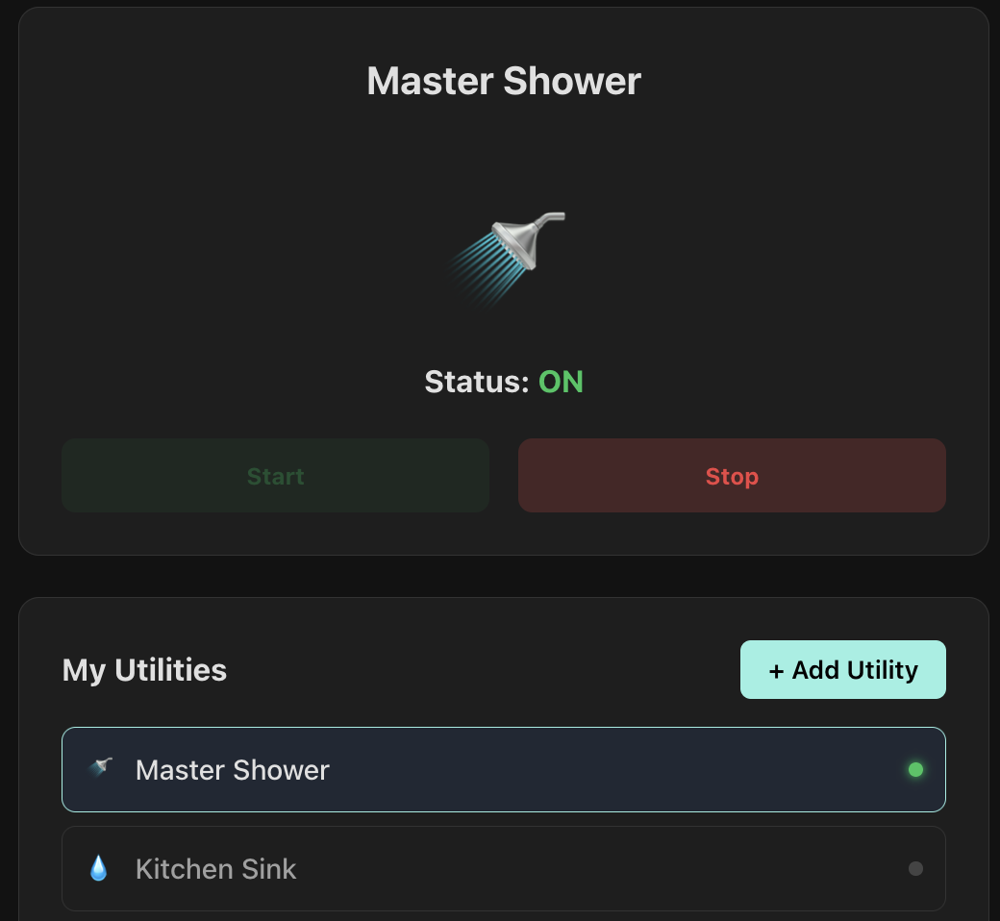 Master Shower
Status: ON
Start
Stop
My Utilities
+ Add Utility
Master Shower
Kitchen Sink